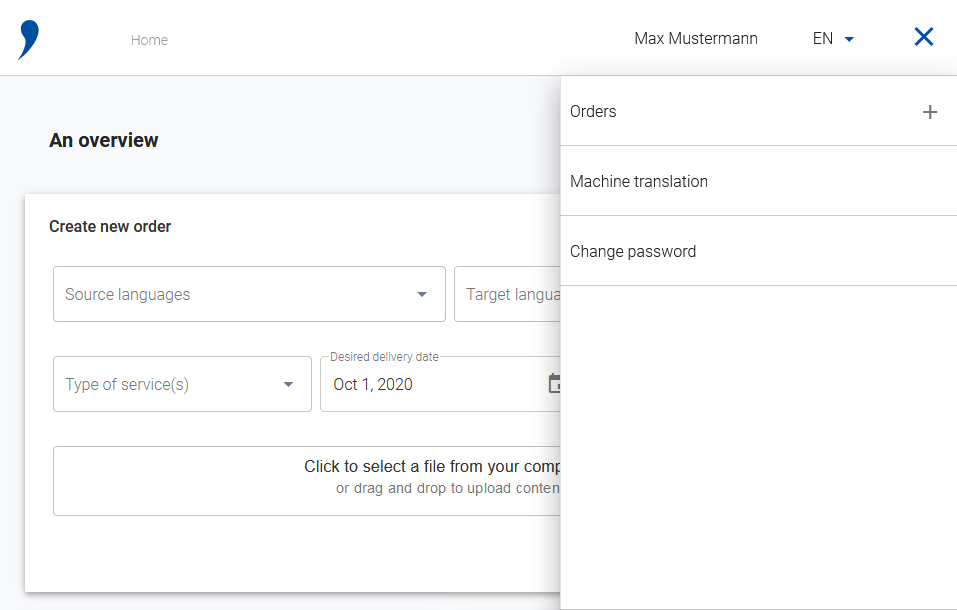 Home
Max Mustermann
EN
Orders
Machine translation
Change password
An overview
Create new order
Source languages
Target langua
Type of service(s)
Desired delivery date
Oct 1, 2020
Click to select a file from your comp
or drag and drop to upload conten